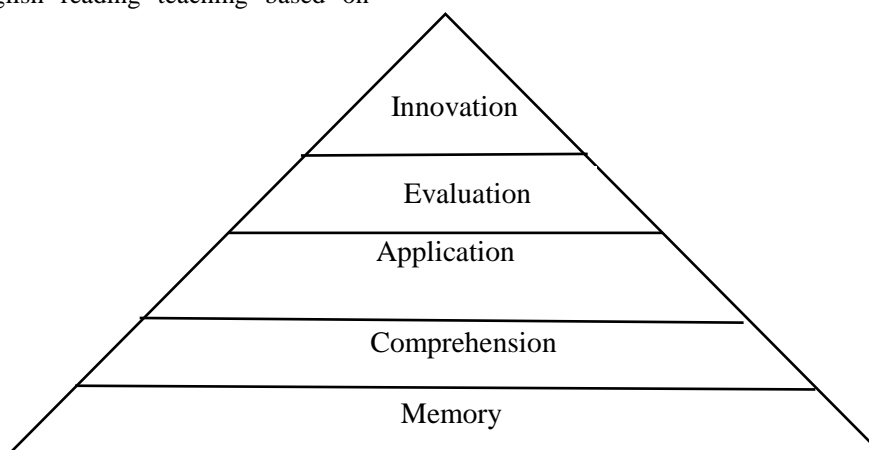 reading teaching based on
Innovation
Evaluation
Application
Comprehension
Memory